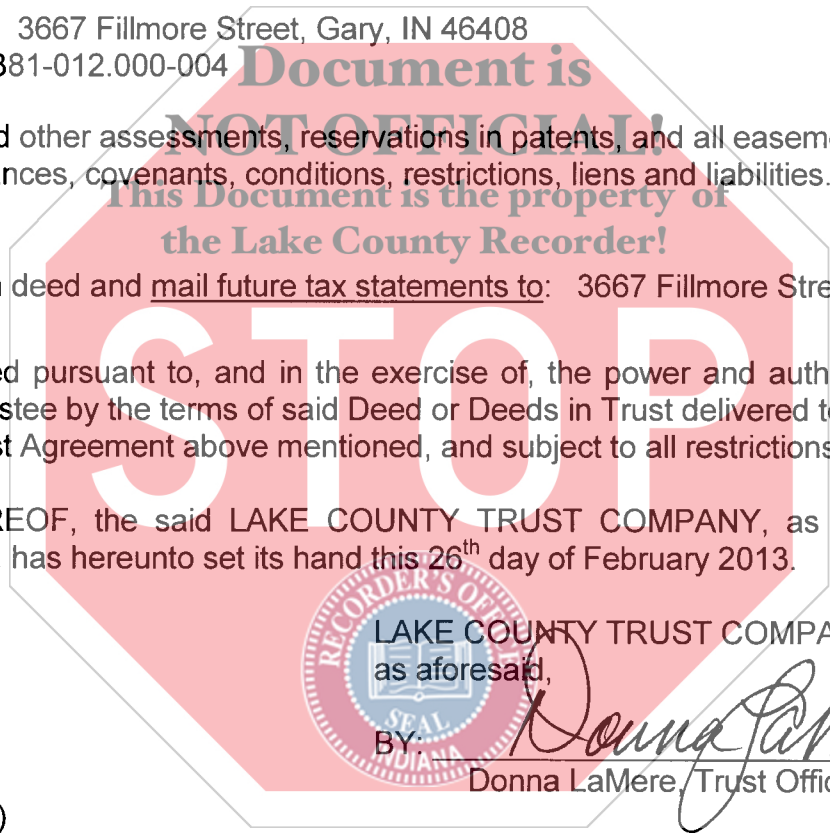 3667 Fillmore Street, Gary, IN 46408
381-012.000-004
Document is
NOT OFFICIAL!
d other assessments, reservations in patents, and all easeme
nces, covenants, conditions, restrictions, liens and liabilities.
This Document is the property of
the Lake County Recorder!
deed and mail future tax statements to: 3667 Fillmore Stre
STOP
ed pursuant to, and in the exercise of, the power and auth
stee by the terms of said Deed or Deeds in Trust delivered to
st Agreement above mentioned, and subject to all restrictions
REOF, the said LAKE COUNTY TRUST COMPANY, as
has hereunto set its hand this 26th day of February 2013.
RECORDER'S OFFICE
SEAL
INDIANA
LAKE COUNTY TRUST COMPA
as aforesaid,
BY: Donna LaM
Donna LaMere, Trust Offic
)